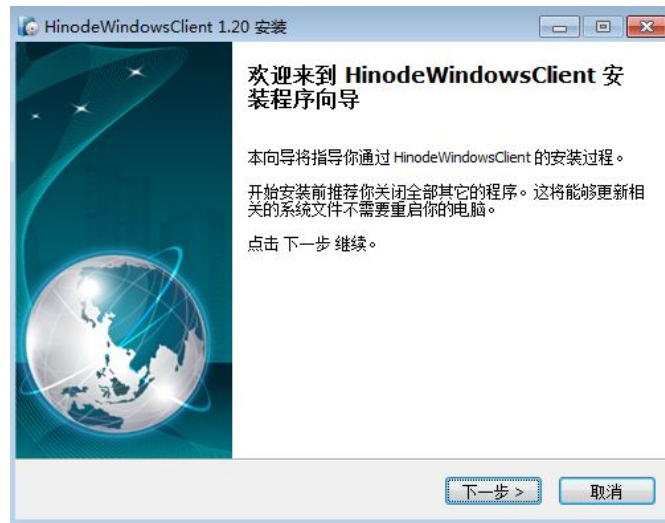 HinodeWindowsClient 1.20 安装
欢迎来到 HinodeWindowsClient 安
装程序向导
本向导将指导你通过 HinodeWindowsClient 的安装过程。
开始安装前推荐你关闭全部其它的程序。这将能够更新相
关的系统文件不需要重启你的电脑。
点击 下一步 继续。
下一步 >
取消